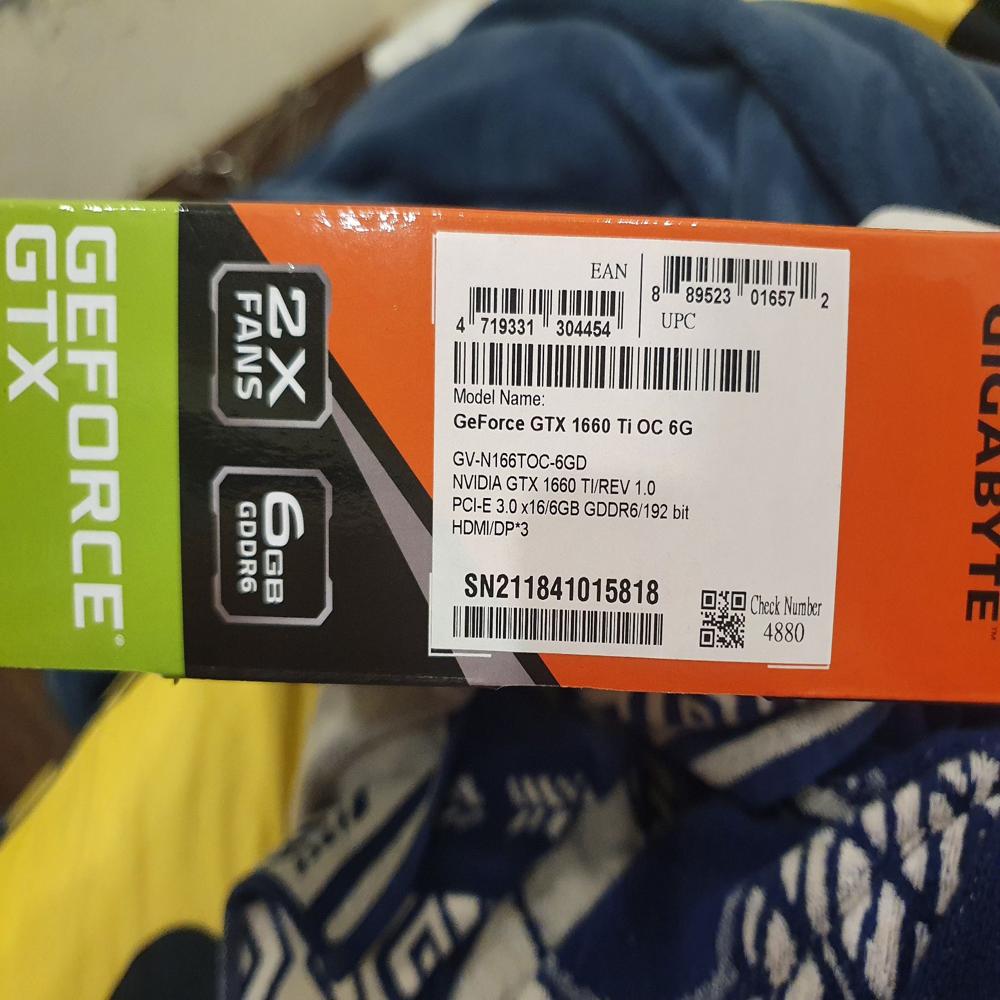 GEFORCE
GTX
2X
FANS
6GB
GDDR6
EAN
4 719331 304454
8 89523 01657 2
UPC
Model Name:
GeForce GTX 1660 Ti OC 6G
GV-N166TOC-6GD
NVIDIA GTX 1660 TI/REV 1.0
PCI-E 3.0 x16/6GB GDDR6/192 bit
HDMI/DP*3
SN211841015818
Check Number
4880
GIGABYTE™